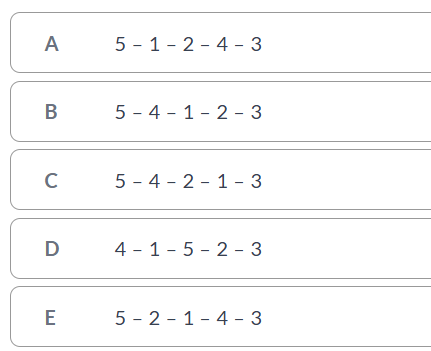 A 5 – 1 – 2 – 4 – 3
B 5 – 4 – 1 – 2 – 3
C 5 – 4 – 2 – 1 – 3
D 4 – 1 – 5 – 2 – 3
E 5 – 2 – 1 – 4 – 3